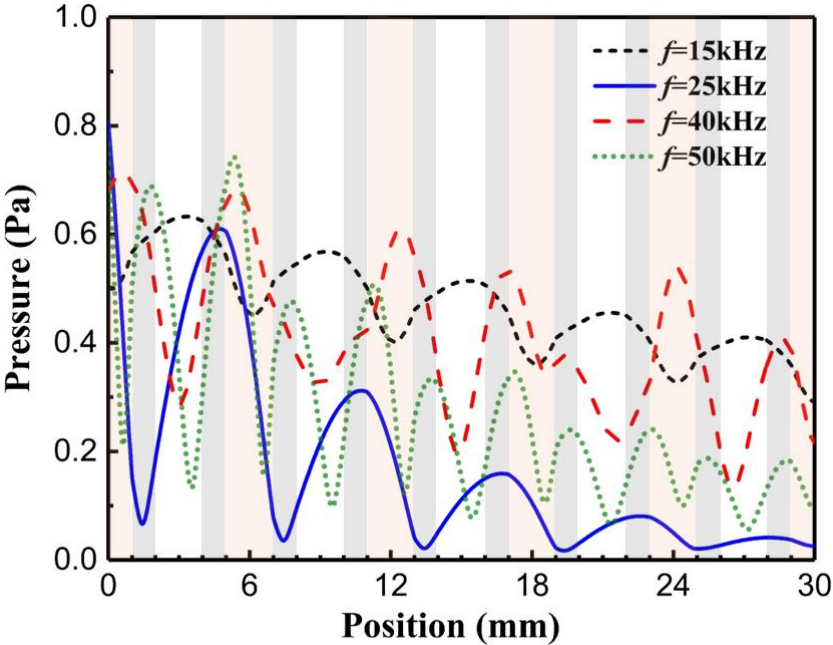 1.0
0.8
0.6
0.4
0.2
0.0
Pressure (Pa)
f=15kHz
f=25kHz
f=40kHz
f=50kHz
0 6 12 18 24 30
Position (mm)